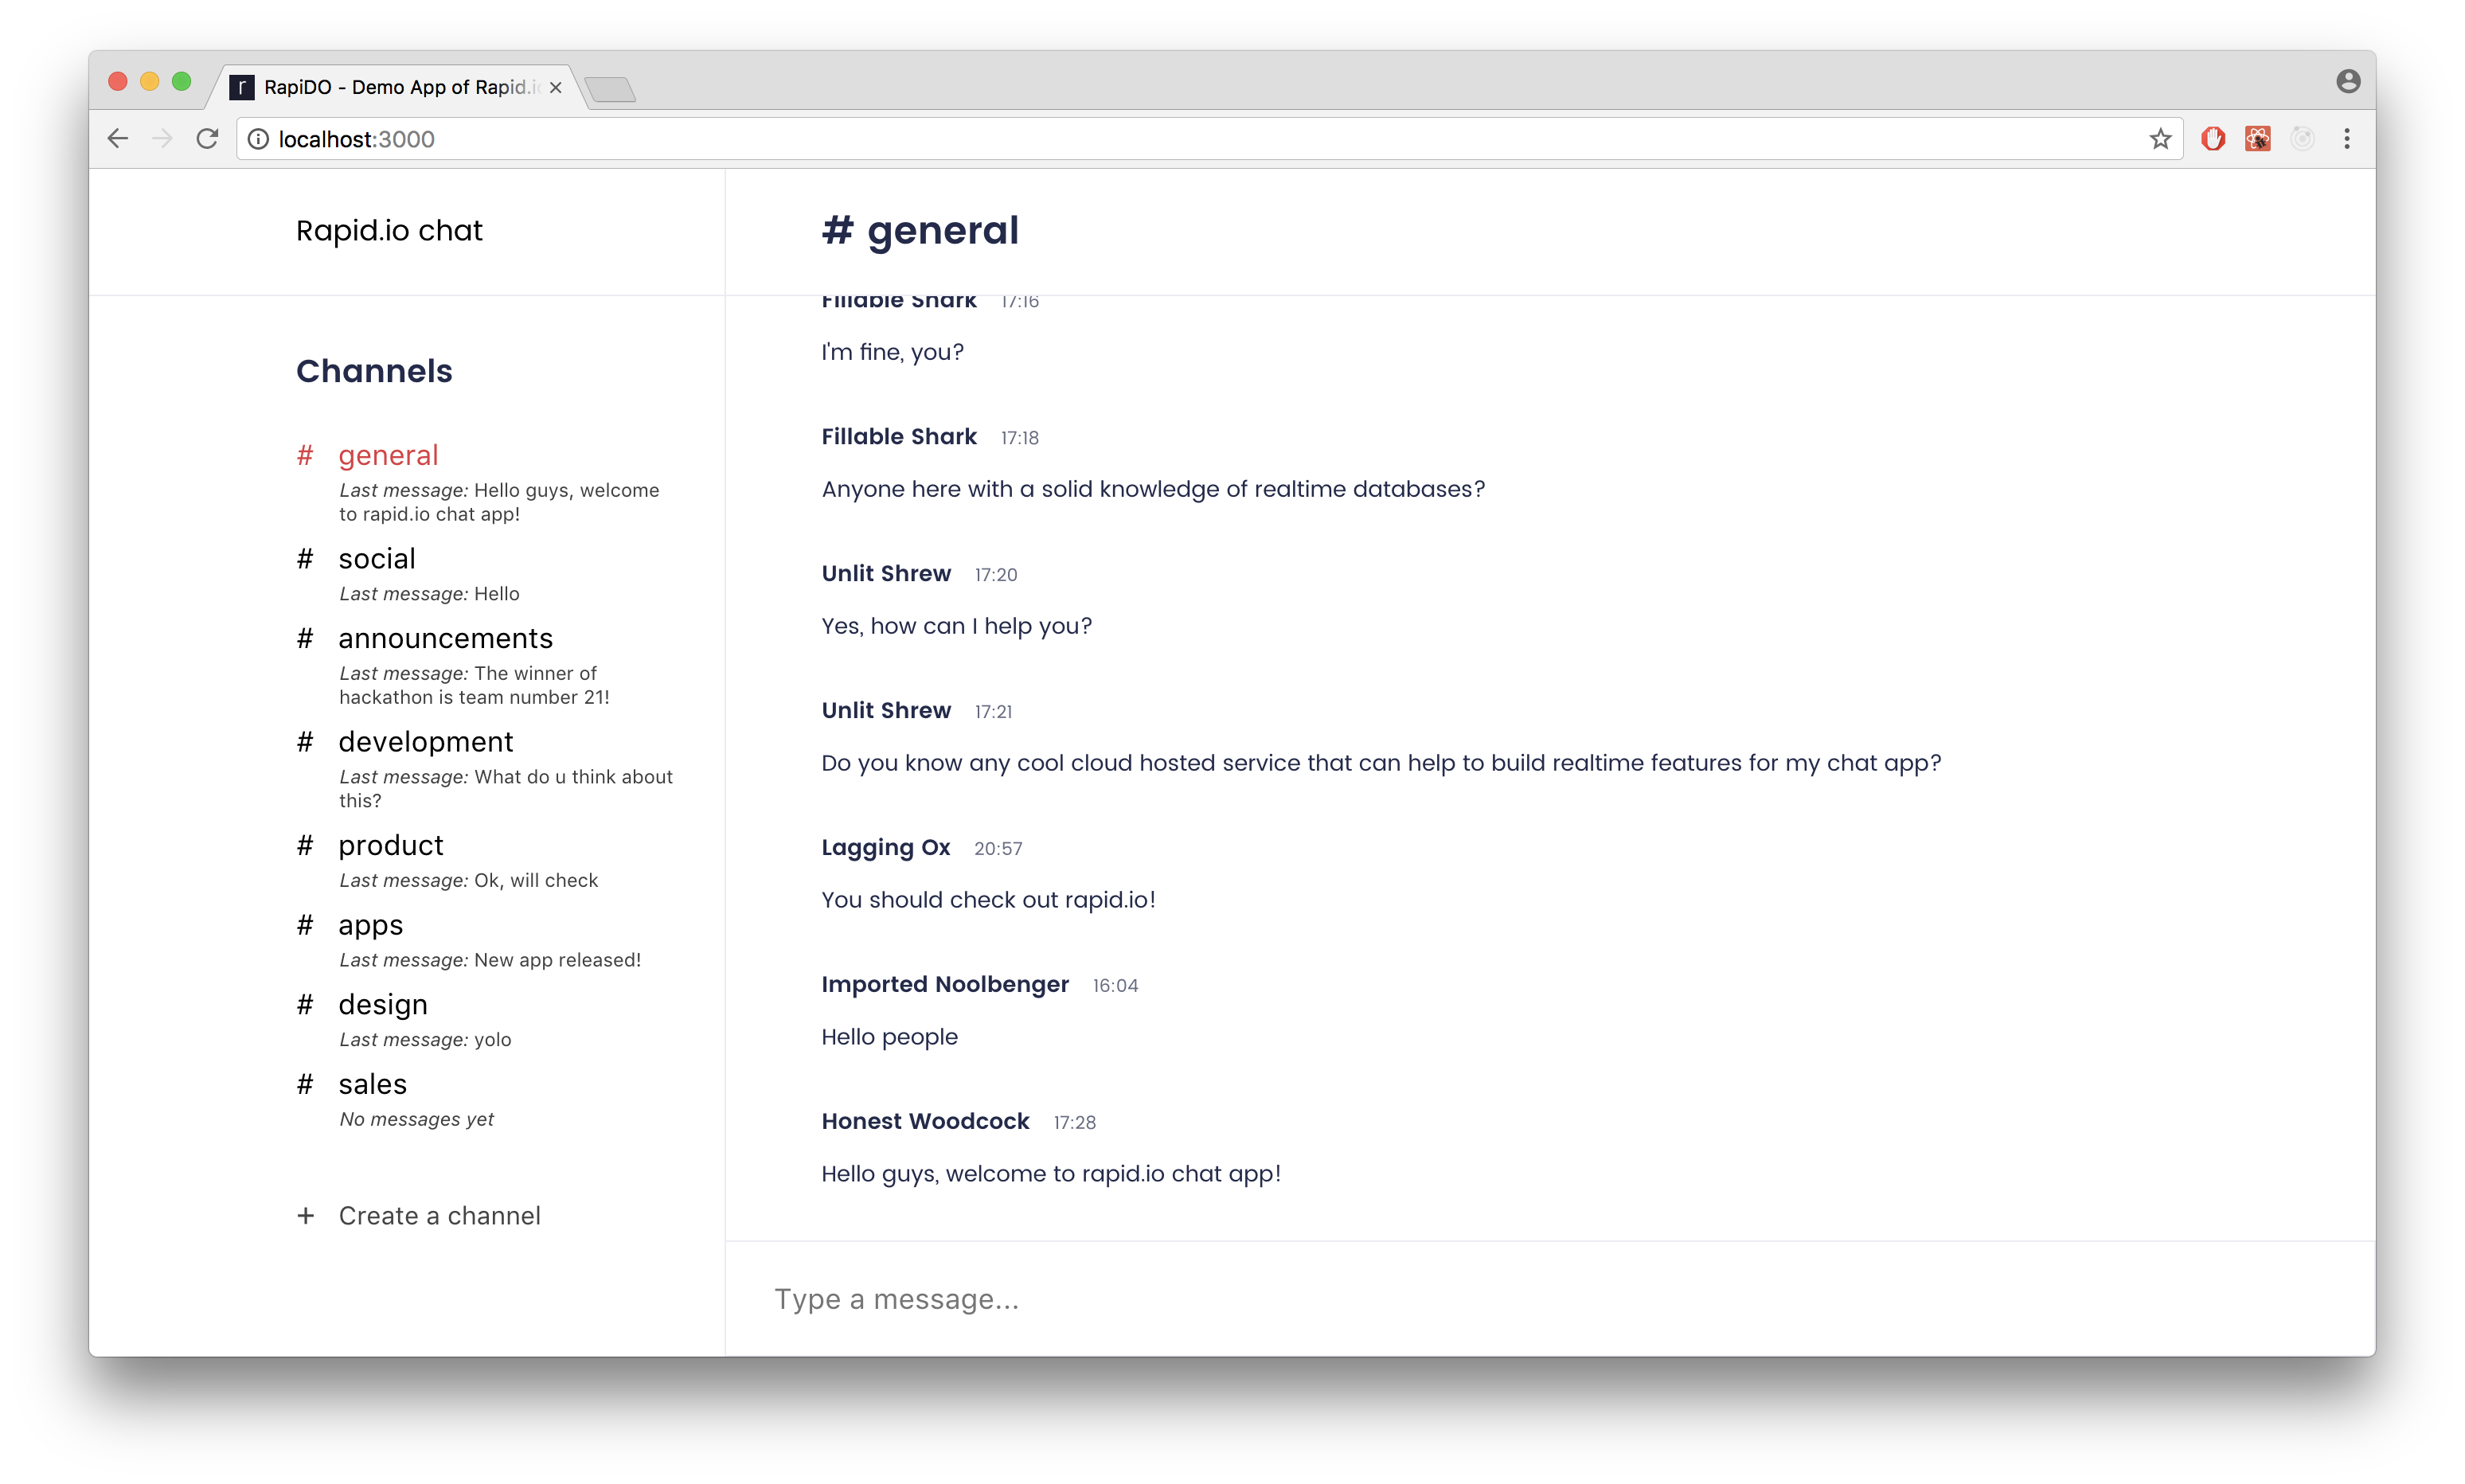 RapiDO - Demo App of Rapid.i
localhost:3000
Rapid.io chat
# general
Channels
# general
Last message: Hello guys, welcome
to rapid.io chat app!
# social
Last message: Hello
# announcements
Last message: The winner of
hackathon is team number 21!
# development
Last message: What do u think about
this?
# product
Last message: Ok, will check
# apps
Last message: New app released!
# design
Last message: yolo
# sales
No messages yet
+ Create a channel
Fillable Shark 17:16
I'm fine, you?
Fillable Shark 17:18
Anyone here with a solid knowledge of realtime databases?
Unlit Shrew 17:20
Yes, how can I help you?
Unlit Shrew 17:21
Do you know any cool cloud hosted service that can help to build realtime features for my chat app?
Lagging Ox 20:57
You should check out rapid.io!
Imported Noolbenger 16:04
Hello people
Honest Woodcock 17:28
Hello guys, welcome to rapid.io chat app!
Type a message...